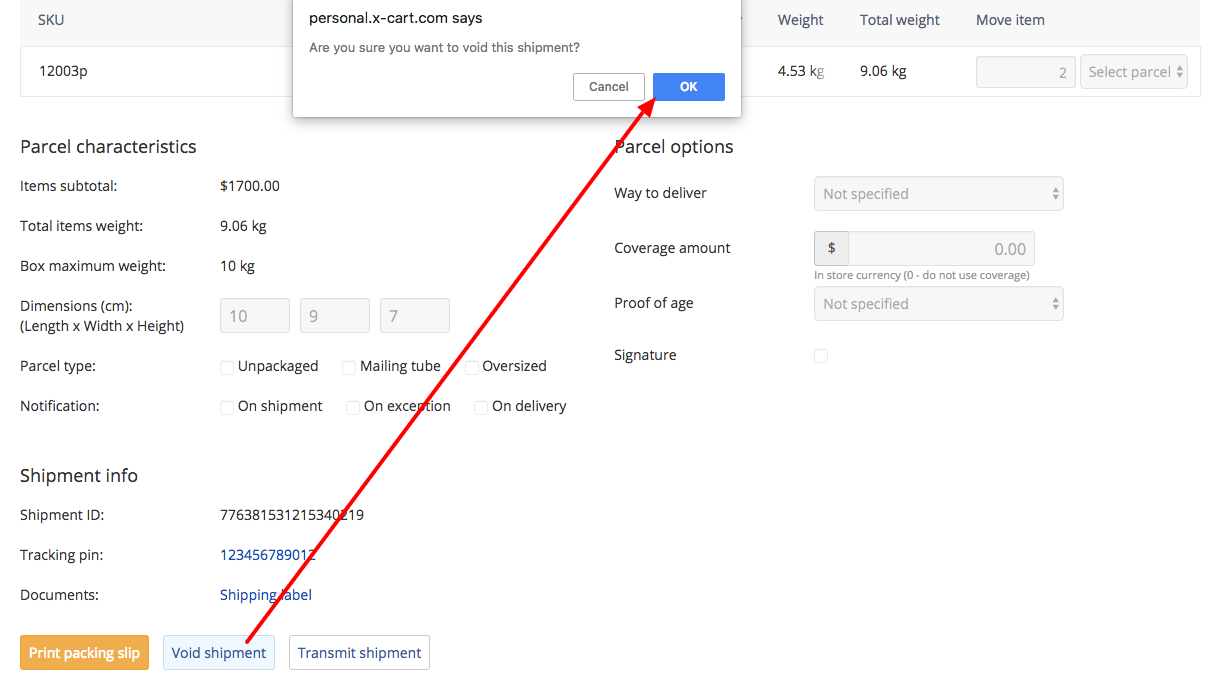 SKU
personal.x-cart.com says
Weight
Total weight
Move item
Are you sure you want to void this shipment?
12003p
4.53 kg
9.06 kg
2
Select parcel
Cancel
OK
Parcel characteristics
Parcel options
Items subtotal:
$1700.00
Way to deliver
Not specified
Total items weight:
9.06 kg
Coverage amount
$
0.00
In store currency (0 - do not use coverage)
Box maximum weight:
10 kg
Proof of age
Not specified
Dimensions (cm):
(Length x Width x Height)
10
9
7
Signature
Parcel type:
Unpackaged
Mailing tube
Oversized
Notification:
On shipment
On exception
On delivery
Shipment info
Shipment ID:
776381531215340219
Tracking pin:
123456789012
Documents:
Shipping label
Print packing slip
Void shipment
Transmit shipment